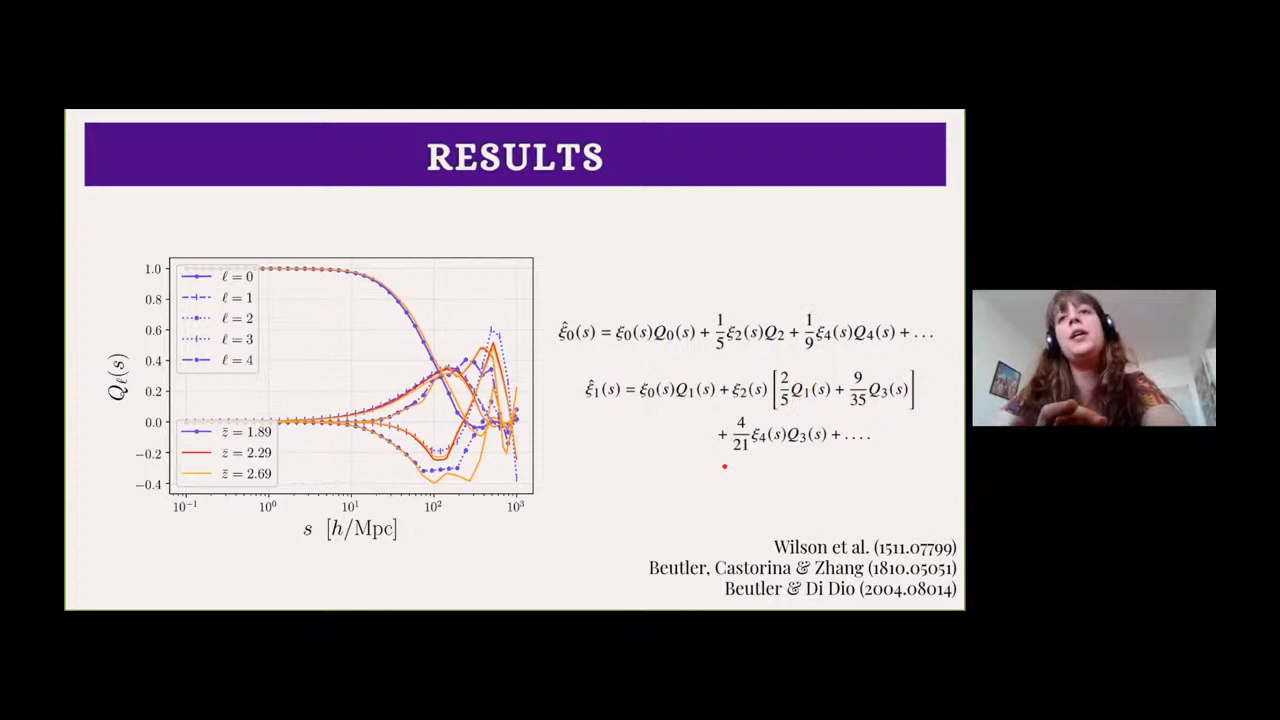 RESULTS
1.0
0.8
0.6
0.4
0.2
0.0
−0.2
−0.4
Q_ℓ(s)
ℓ = 0
ℓ = 1
ℓ = 2
ℓ = 3
ℓ = 4
z̄ = 1.89
z̄ = 2.29
z̄ = 2.69
10⁻¹ 10⁰ 10¹ 10² 10³
s [h/Mpc]
ξ̂₀(s) = ξ₀(s)Q₀(s) + 1/5 ξ₂(s)Q₂ + 1/9 ξ₄(s)Q₄(s) + . . .
ξ̂₁(s) = ξ₀(s)Q₁(s) + ξ₂(s) [2/5 Q₁(s) + 9/35 Q₃(s)]
+ 4/21 ξ₄(s)Q₃(s) + . . . .
Wilson et al. (1511.07799)
Beutler, Castorina & Zhang (1810.05051)
Beutler & Di Dio (2004.08014)